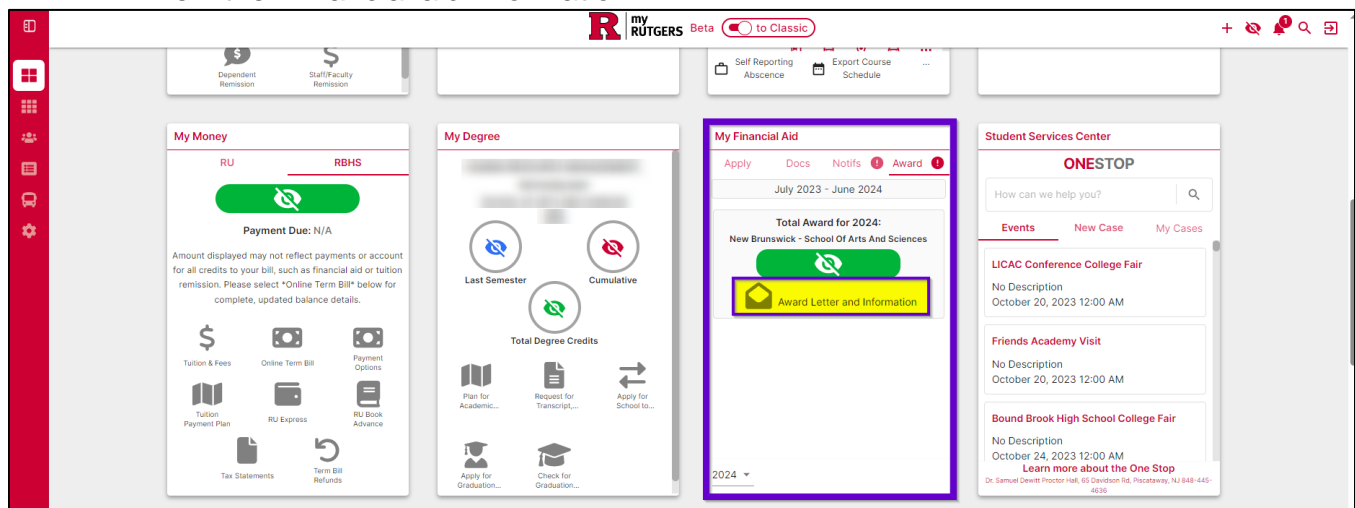 my
R RUTGERS Beta to Classic
1
Dependent
Remission
Staff/Faculty
Remission
Self Reporting
Abscence
Export Course
Schedule
...
My Money
RU RBHS
Payment Due: N/A
Amount displayed may not reflect payments or account
for all credits to your bill, such as financial aid or tuition
remission. Please select *Online Term Bill* below for
complete, updated balance details.
Tuition & Fees
Online Term Bill
Payment
Options
Tuition
Payment Plan
RU Express
RU Book
Advance
Tax Statements
Term Bill
Refunds
My Degree
Last Semester
Cumulative
Total Degree Credits
Plan for
Academic...
Request for
Transcript,...
Apply for
School to...
Apply for
Graduation...
Check for
Graduation...
My Financial Aid
Apply Docs Notifs ! Award !
July 2023 - June 2024
Total Award for 2024:
New Brunswick - School Of Arts And Sciences
Award Letter and Information
2024
Student Services Center
ONESTOP
How can we help you?
Events New Case My Cases
LICAC Conference College Fair
No Description
October 20, 2023 12:00 AM
Friends Academy Visit
No Description
October 20, 2023 12:00 AM
Bound Brook High School College Fair
No Description
October 24, 2023 12:00 AM
Learn more about the One Stop
Dr. Samuel Dewitt Proctor Hall, 65 Davidson Rd, Piscataway, NJ 848-445-
4636